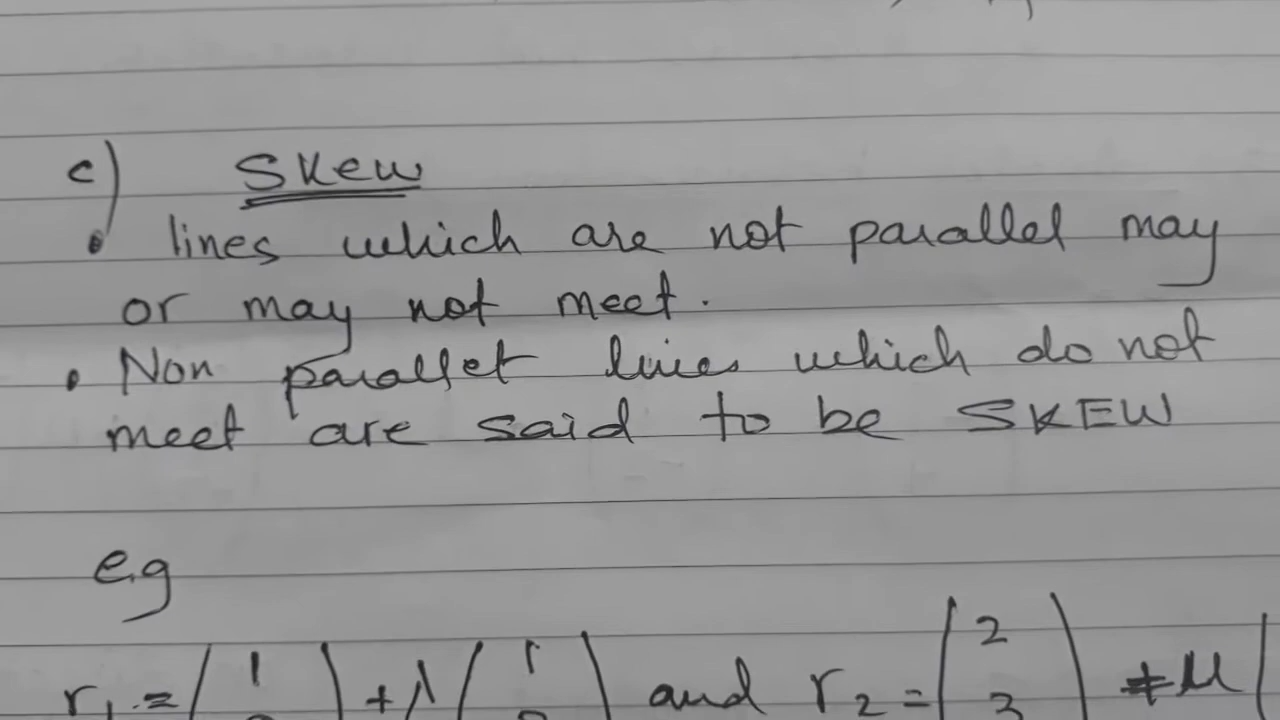 c) Skew
• lines which are not parallel may
or may not meet.
• Non parallel lines which do not
meet are said to be SKEW
e.g
r₁ = ( 1 ) + λ ( 1 ) and r₂ = ( 2 3 ) + μ (